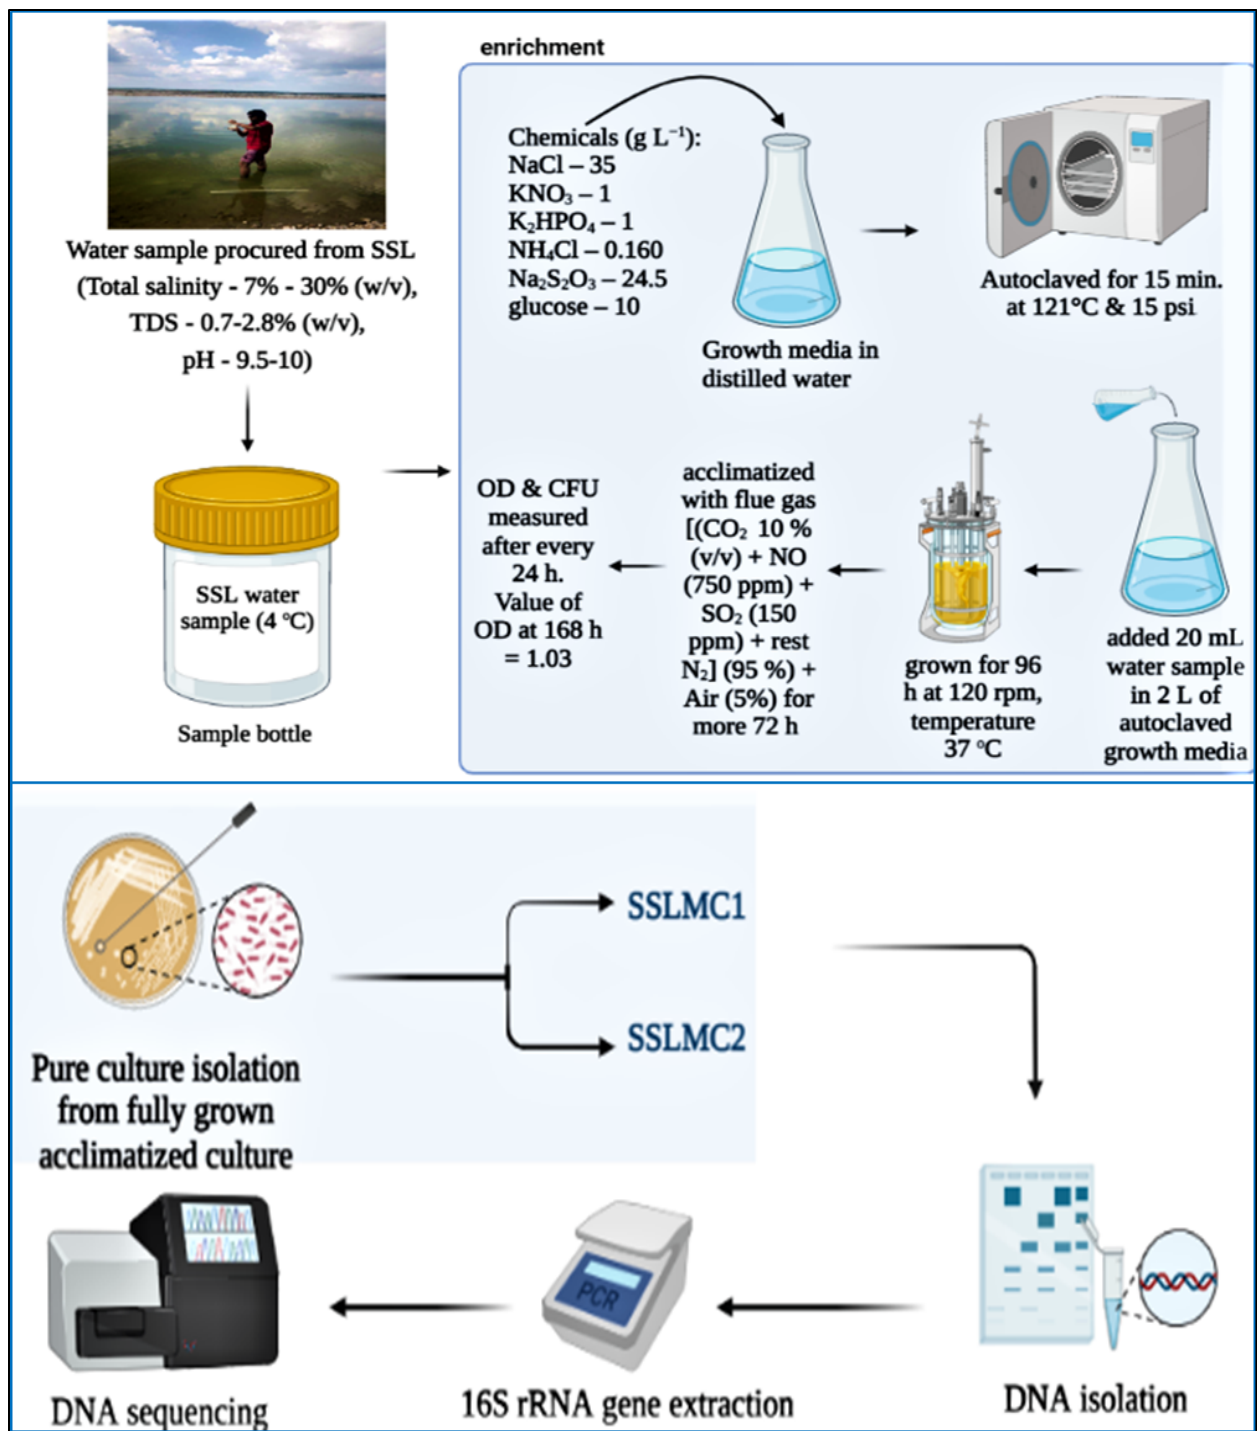 enrichment
Water sample procured from SSL
(Total salinity - 7% - 30% (w/v),
TDS - 0.7-2.8% (w/v),
pH - 9.5-10)
SSL water
sample (4 °C)
Sample bottle
Chemicals (g L⁻¹):
NaCl – 35
KNO₃ – 1
K₂HPO₄ – 1
NH₄Cl – 0.160
Na₂S₂O₃ – 24.5
glucose – 10
Growth media in
distilled water
Autoclaved for 15 min.
at 121°C & 15 psi
added 20 mL
water sample
in 2 L of
autoclaved
growth media
grown for 96
h at 120 rpm,
temperature
37 °C
acclimatized
with flue gas
[(CO₂ 10 %
(v/v) + NO
(750 ppm) +
SO₂ (150
ppm) + rest
N₂] (95 %) +
Air (5%) for
more 72 h
OD & CFU
measured
after every
24 h.
Value of
OD at 168 h
= 1.03
Pure culture isolation
from fully grown
acclimatized culture
SSLMC1
SSLMC2
DNA isolation
PCR
16S rRNA gene extraction
DNA sequencing